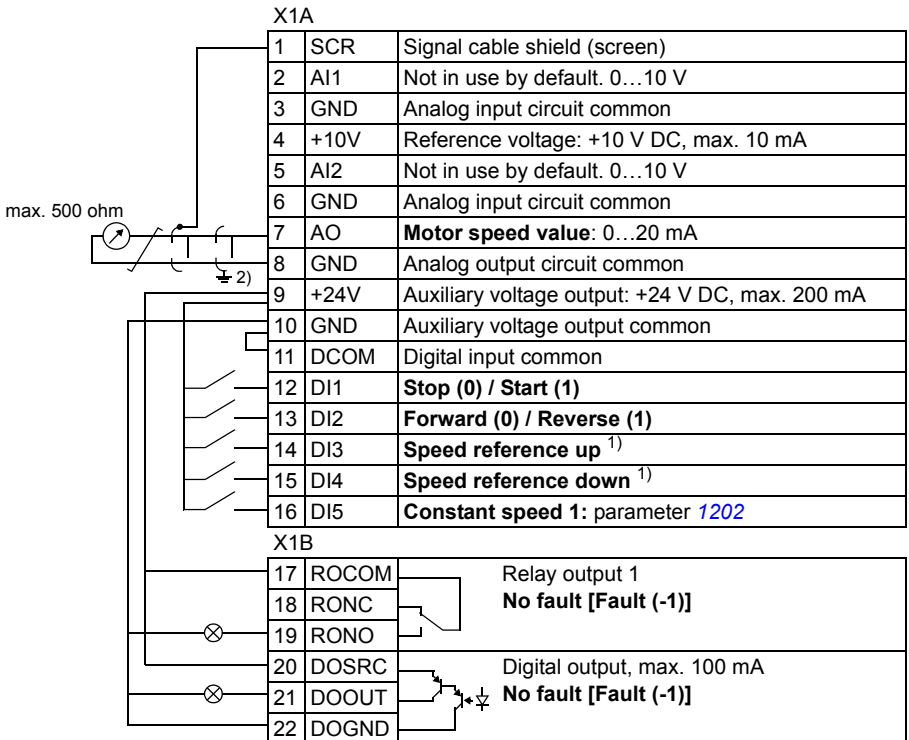 X1A
1 SCR Signal cable shield (screen)
2 AI1 Not in use by default. 0…10 V
3 GND Analog input circuit common
4 +10V Reference voltage: +10 V DC, max. 10 mA
5 AI2 Not in use by default. 0…10 V
6 GND Analog input circuit common
max. 500 ohm
7 AO Motor speed value: 0…20 mA
8 GND Analog output circuit common
2)
9 +24V Auxiliary voltage output: +24 V DC, max. 200 mA
10 GND Auxiliary voltage output common
11 DCOM Digital input common
12 DI1 Stop (0) / Start (1)
13 DI2 Forward (0) / Reverse (1)
14 DI3 Speed reference up 1)
15 DI4 Speed reference down 1)
16 DI5 Constant speed 1: parameter 1202
X1B
17 ROCOM Relay output 1
18 RONC No fault [Fault (-1)]
19 RONO
20 DOSRC Digital output, max. 100 mA
21 DOOUT No fault [Fault (-1)]
22 DOGND